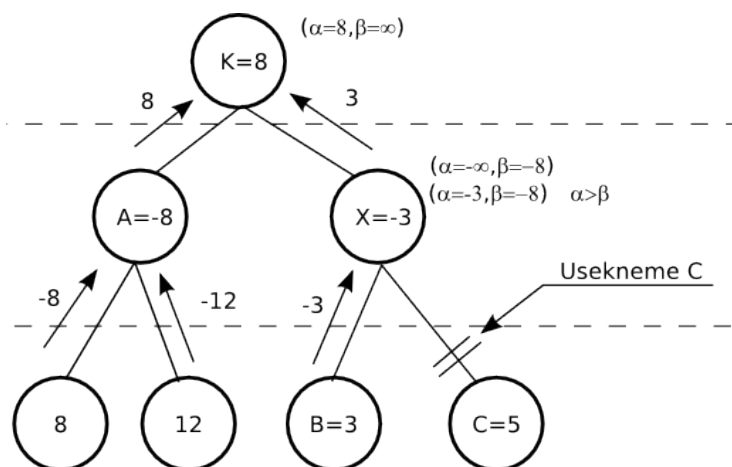 (α=8,β=∞)
K=8
8
3
(α=-∞,β=−8)
(α=-3,β=−8) α>β
A=-8
X=-3
Usekneme C
-8
-12
-3
8
12
B=3
C=5